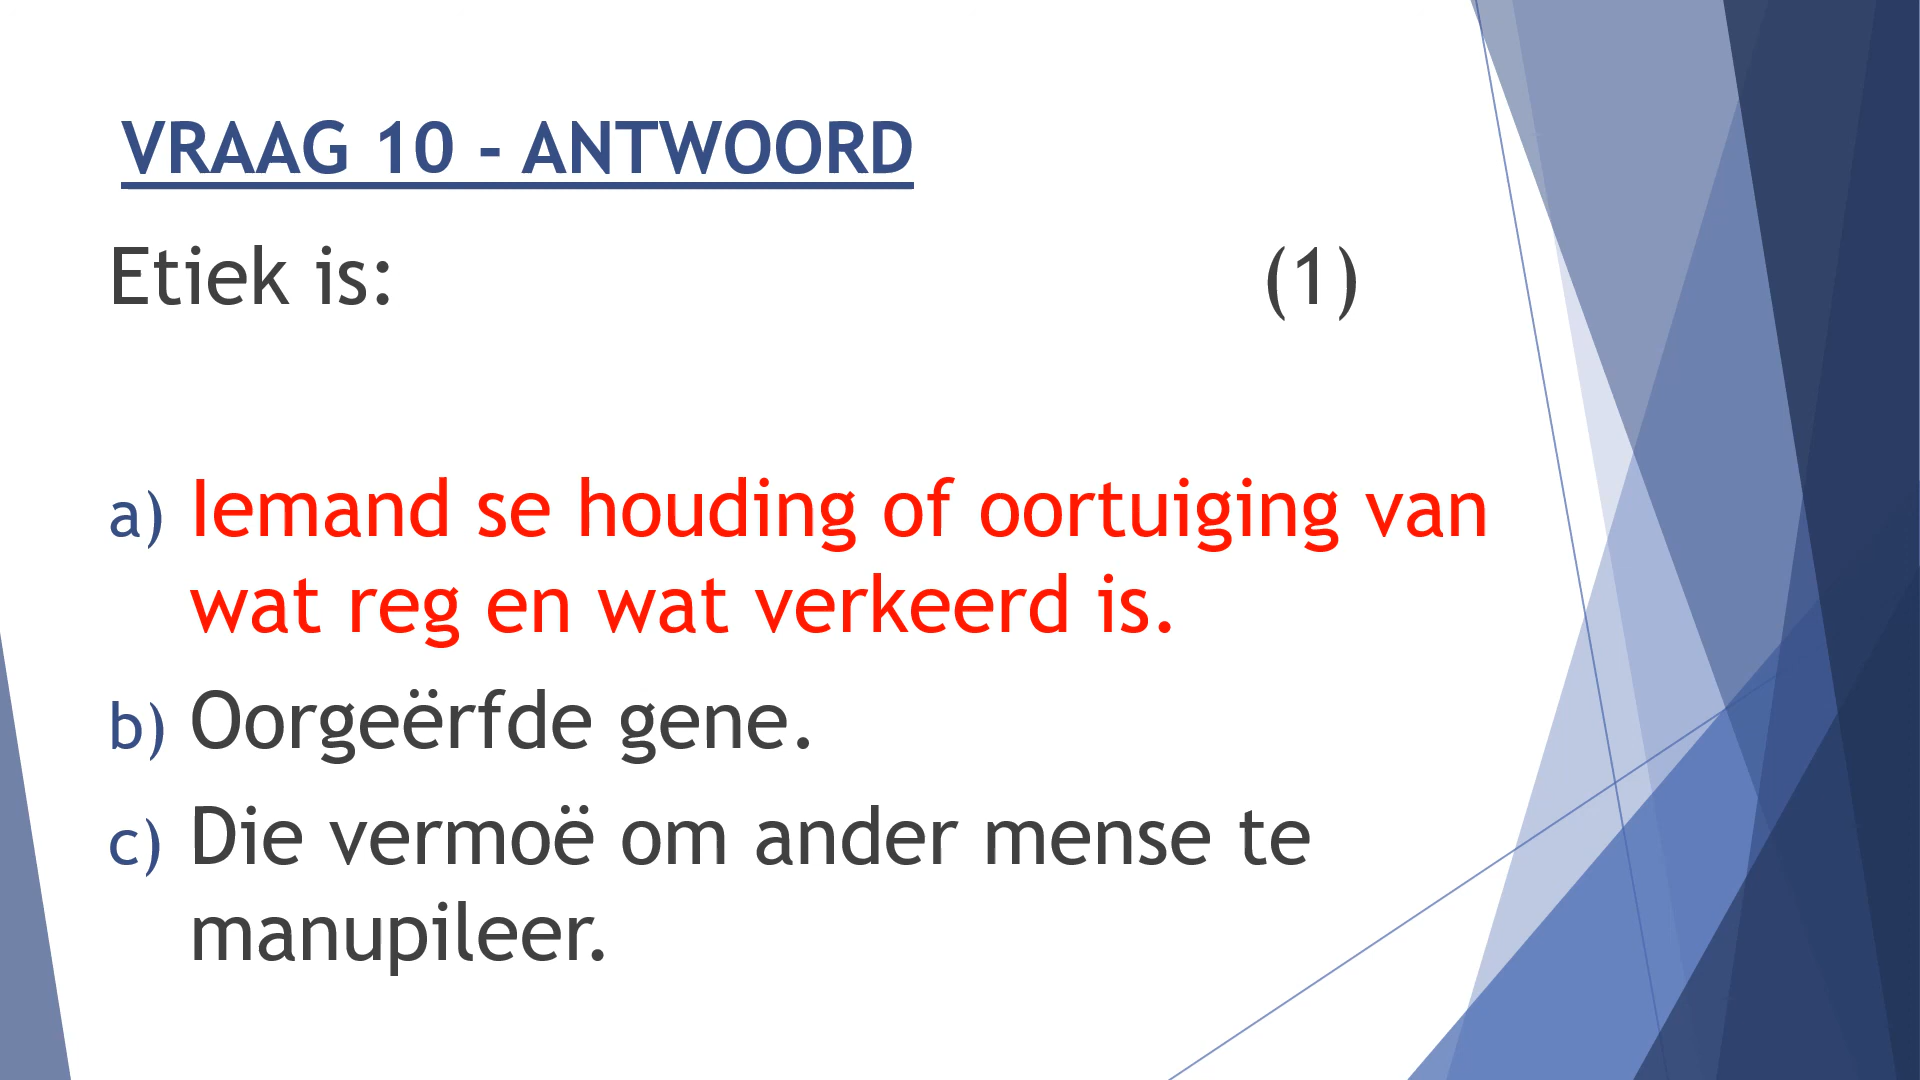 VRAAG 10 - ANTWOORD
Etiek is: (1)
a) Iemand se houding of oortuiging van
wat reg en wat verkeerd is.
b) Oorgeërfde gene.
c) Die vermoë om ander mense te
manupileer.